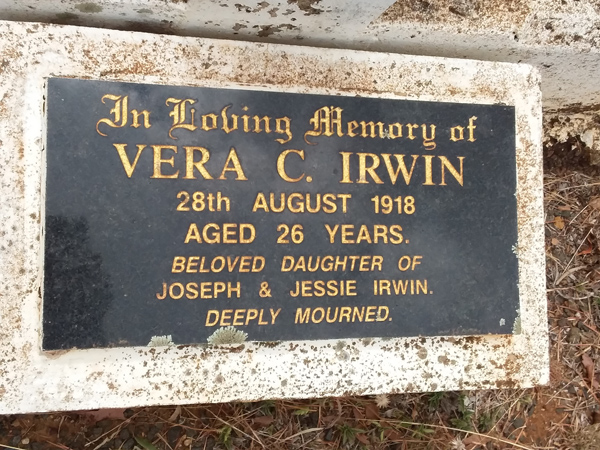 In Loving Memory of
VERA C. IRWIN
28th AUGUST 1918
AGED 26 YEARS.
BELOVED DAUGHTER OF
JOSEPH & JESSIE IRWIN.
DEEPLY MOURNED.